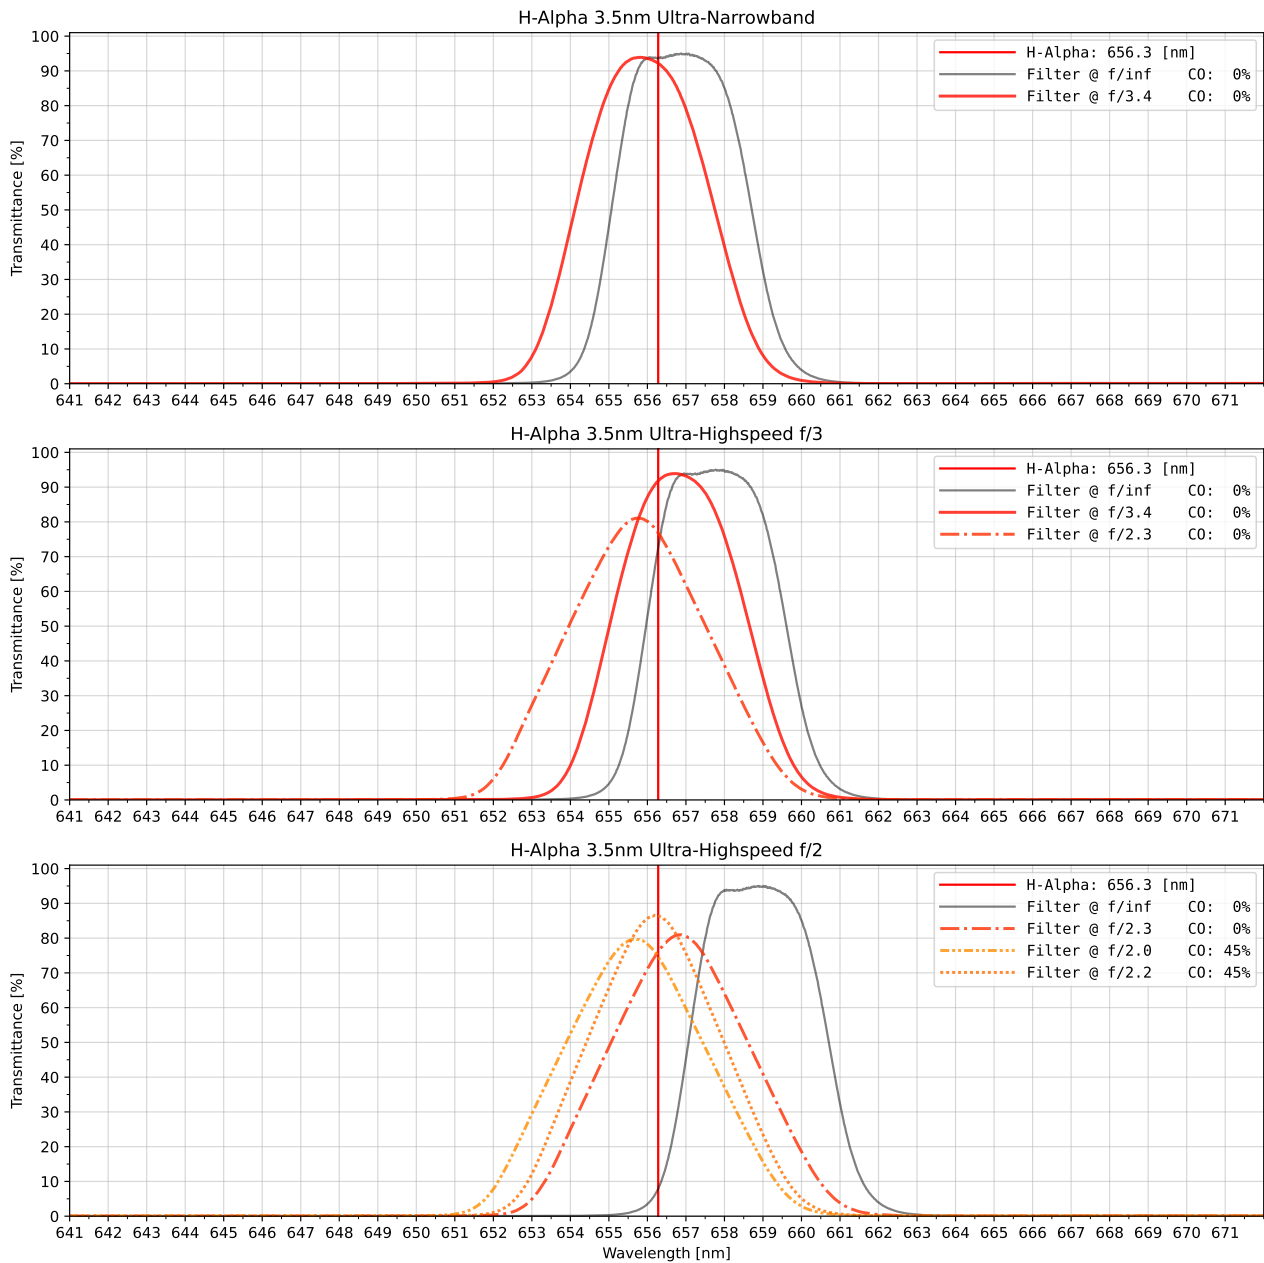 H-Alpha 3.5nm Ultra-Narrowband
Transmittance [%]
100
90
80
70
60
50
40
30
20
10
0
H-Alpha: 656.3 [nm]
Filter @ f/inf CO: 0%
Filter @ f/3.4 CO: 0%
641 642 643 644 645 646 647 648 649 650 651 652 653 654 655 656 657 658 659 660 661 662 663 664 665 666 667 668 669 670 671
H-Alpha 3.5nm Ultra-Highspeed f/3
Transmittance [%]
100
90
80
70
60
50
40
30
20
10
0
H-Alpha: 656.3 [nm]
Filter @ f/inf CO: 0%
Filter @ f/3.4 CO: 0%
Filter @ f/2.3 CO: 0%
641 642 643 644 645 646 647 648 649 650 651 652 653 654 655 656 657 658 659 660 661 662 663 664 665 666 667 668 669 670 671
H-Alpha 3.5nm Ultra-Highspeed f/2
Transmittance [%]
100
90
80
70
60
50
40
30
20
10
0
H-Alpha: 656.3 [nm]
Filter @ f/inf CO: 0%
Filter @ f/2.3 CO: 0%
Filter @ f/2.0 CO: 45%
Filter @ f/2.2 CO: 45%
641 642 643 644 645 646 647 648 649 650 651 652 653 654 655 656 657 658 659 660 661 662 663 664 665 666 667 668 669 670 671
Wavelength [nm]